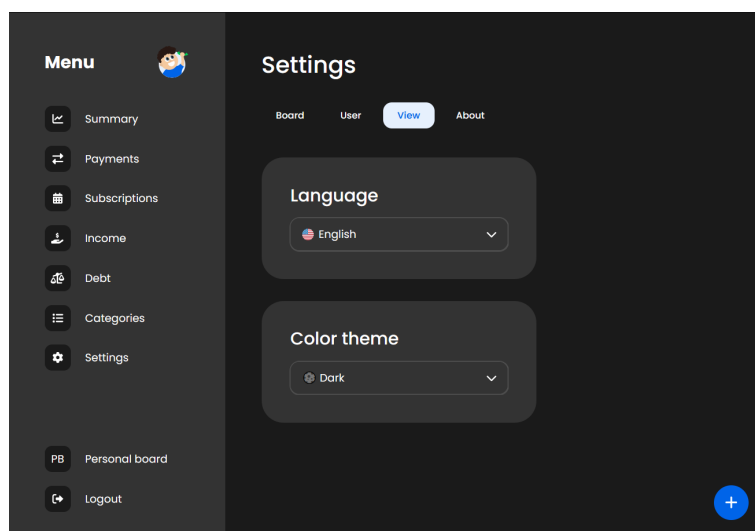 Menu
Summary
Payments
Subscriptions
Income
Debt
Categories
Settings
PB Personal board
Logout
Settings
Board User View About
Language
English
Color theme
Dark